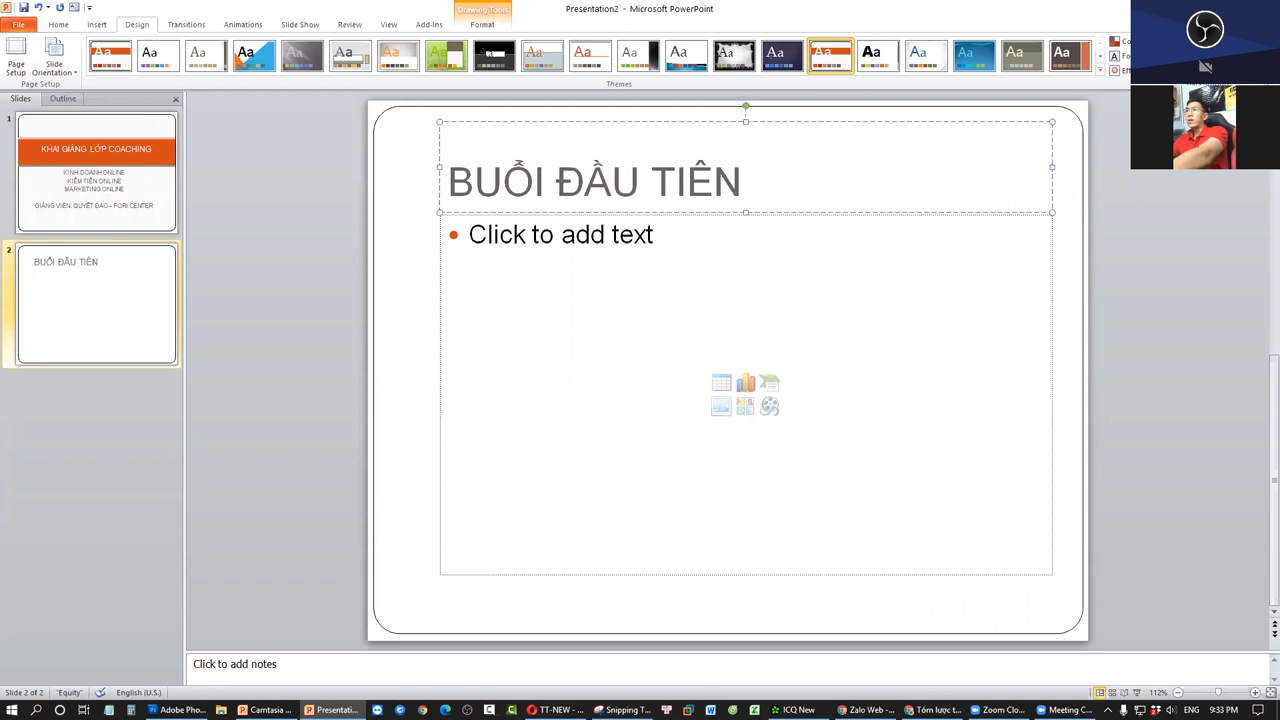 Drawing Tools
Presentation2 - Microsoft PowerPoint
File Home Insert Design Transitions Animations Slide Show Review View Add-Ins Format
Page Setup
Slide Orientation
Page Setup
Themes
Slides Outline
1
KHAI GIẢNG LỚP COACHING
KINH DOANH ONLINE
KIẾM TIỀN ONLINE
MARKETING ONLINE
GIẢNG VIÊN: QUYẾT ĐÀO – FORI CENTER
2
BUỔI ĐẦU TIÊN
BUỔI ĐẦU TIÊN
Click to add text
Click to add notes
Slide 2 of 2 "Equity" English (U.S.) 112%
Adobe Pho... Camtasia ... Presentati... TT-NEW - ... Snipping T... ICQ New Zalo Web - ... Tóm lược t... Zoom Clo... Meeting C... ENG 9:33 PM